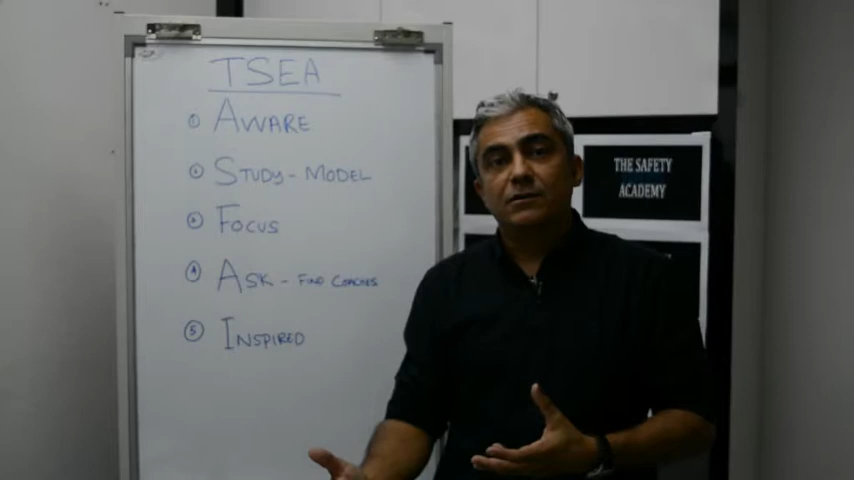 TSEA
① AWARE
② STUDY - MODEL
③ FOCUS
④ ASK - FIND COACHES
⑤ INSPIRED
THE SAFETY
ACADEMY